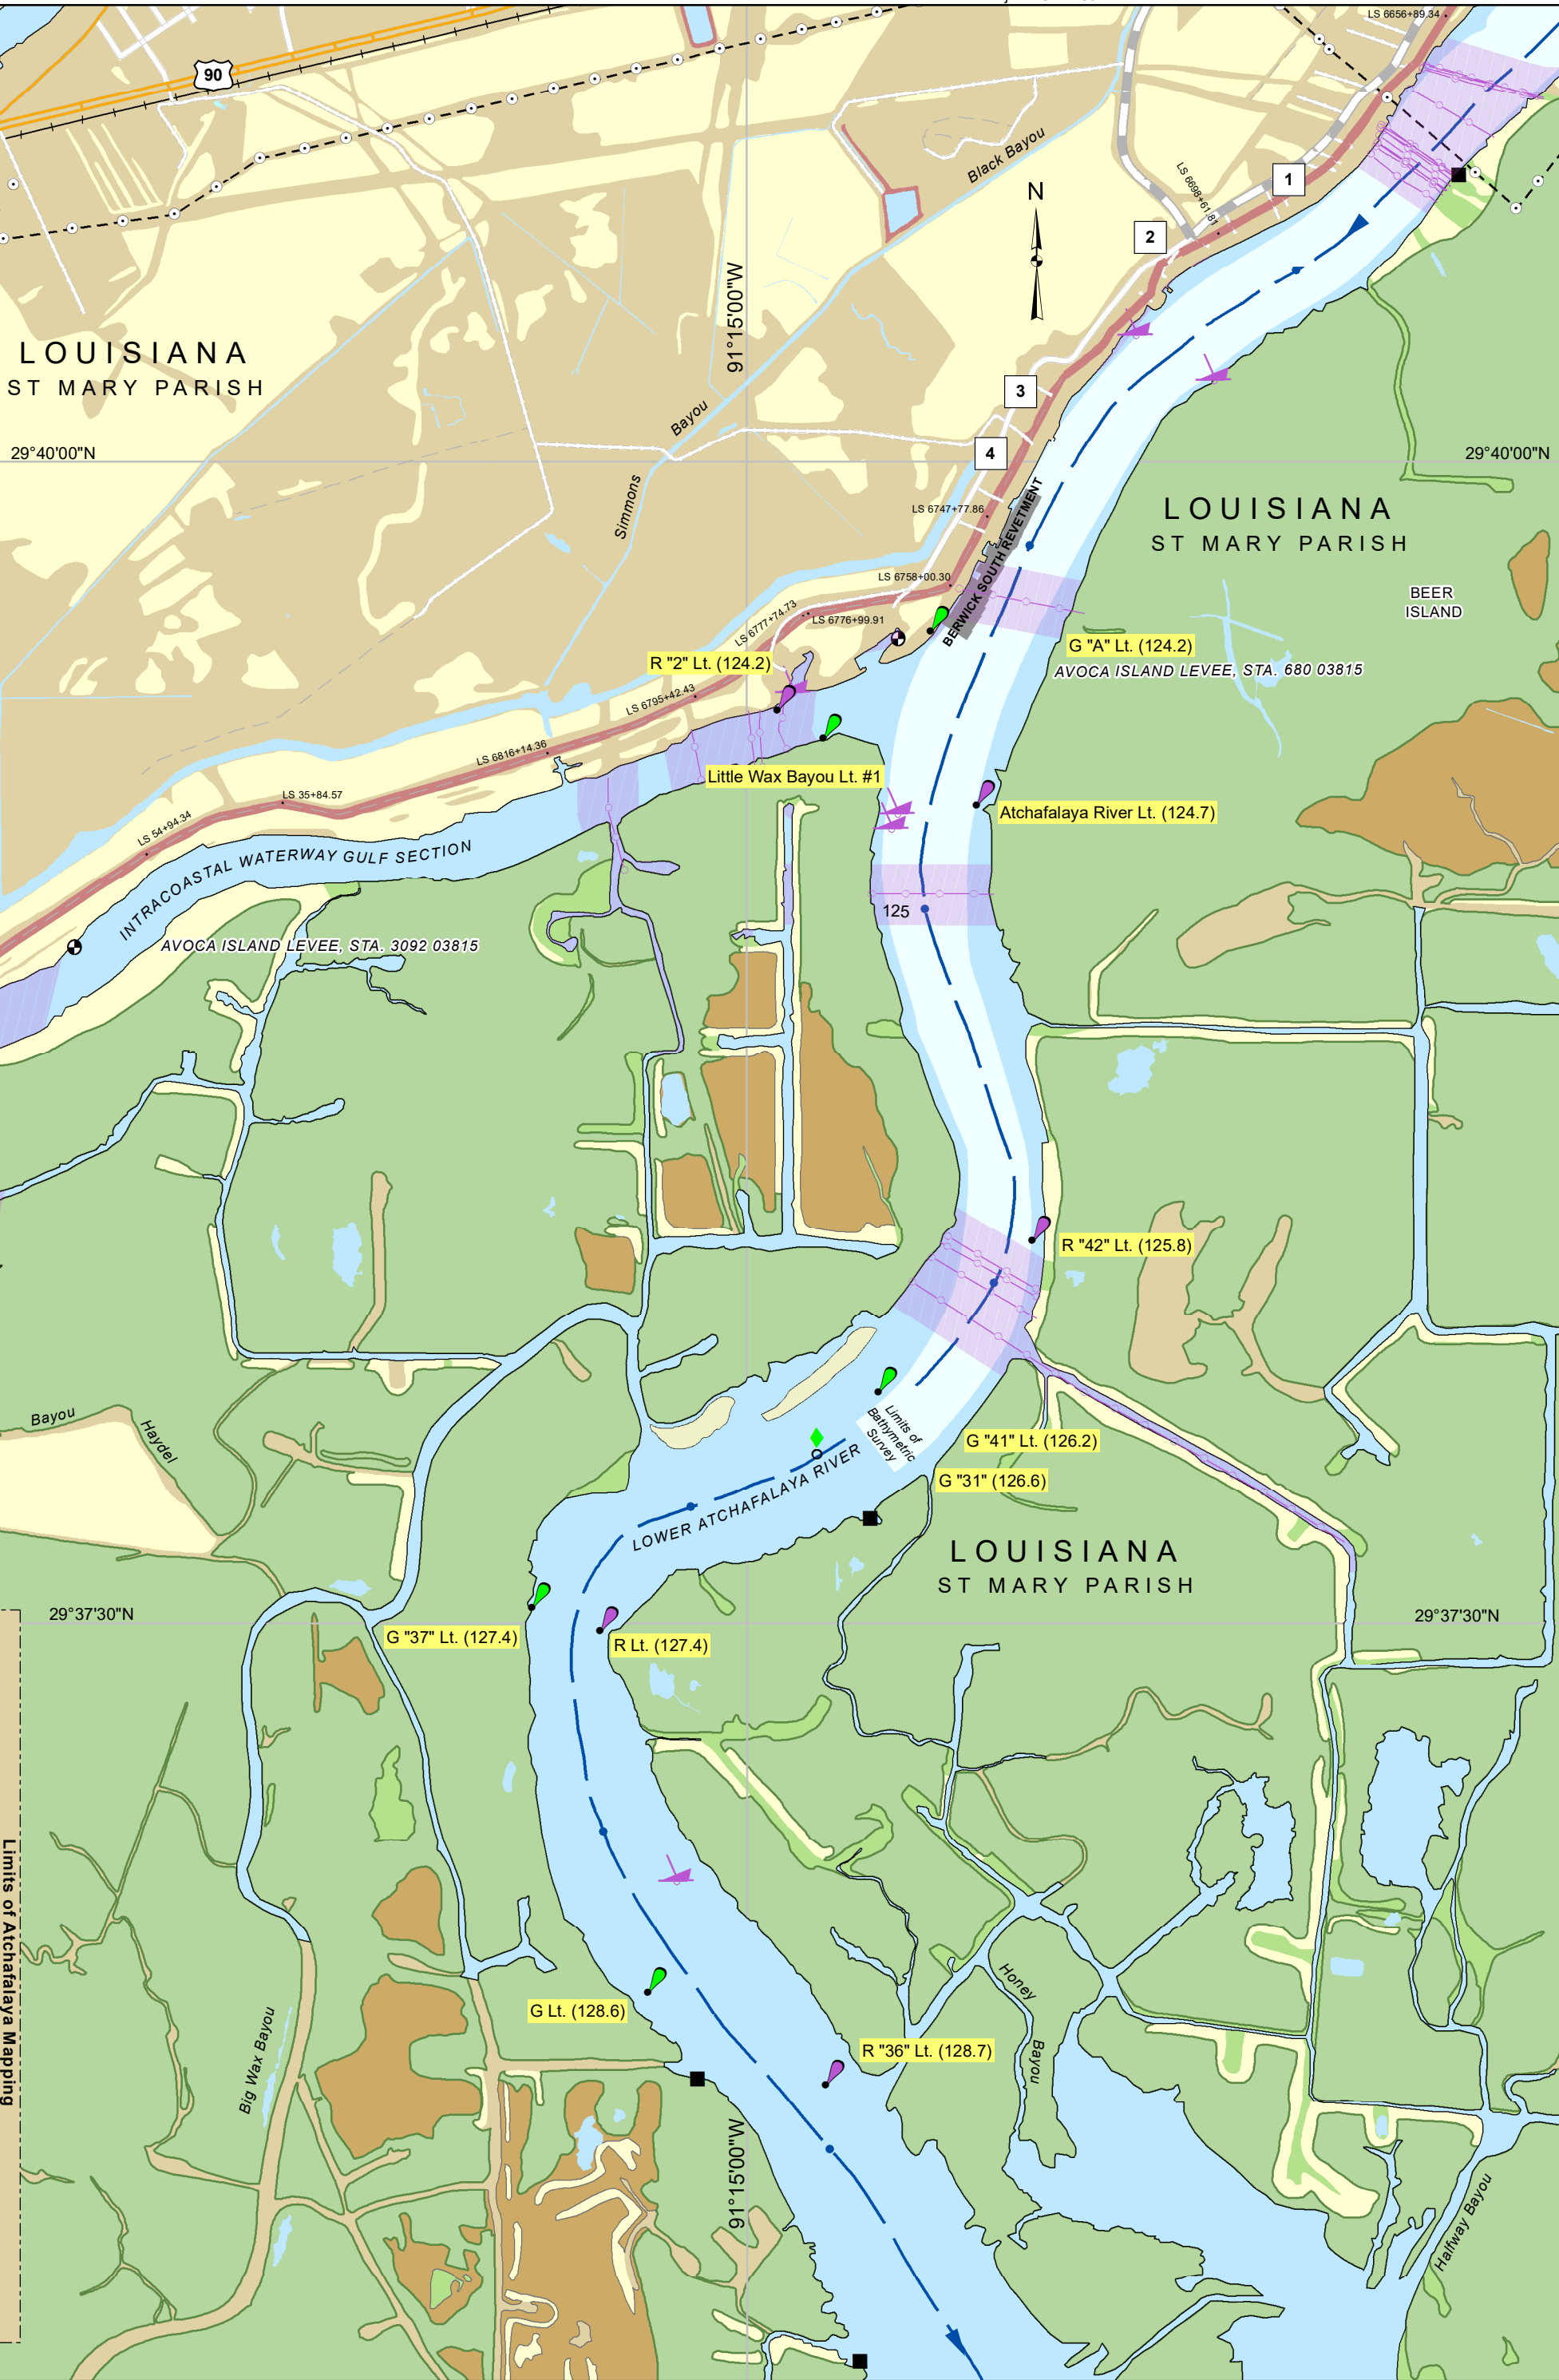 LS 6656+89.34
90
Black Bayou
1
LS 6698+61.81
N
2
91°15'00"W
LOUISIANA
ST MARY PARISH
3
Bayou
29°40'00"N
4
29°40'00"N
Simmons
LS 6747+77.86
BERWICK SOUTH REVETMENT
LOUISIANA
ST MARY PARISH
LS 6758+00.30
BEER
ISLAND
LS 6777+74.73
LS 6776+99.91
G "A" Lt. (124.2)
R "2" Lt. (124.2)
AVOCA ISLAND LEVEE, STA. 680 03815
LS 6795+42.43
LS 6816+14.36
Little Wax Bayou Lt. #1
LS 35+84.57
Atchafalaya River Lt. (124.7)
LS 54+94.34
INTRACOASTAL WATERWAY GULF SECTION
125
AVOCA ISLAND LEVEE, STA. 3092 03815
R "42" Lt. (125.8)
Bayou
Haydel
Limits of
Bathymetric
Survey
G "41" Lt. (126.2)
G "31" (126.6)
LOWER ATCHAFALAYA RIVER
LOUISIANA
ST MARY PARISH
29°37'30"N
29°37'30"N
G "37" Lt. (127.4)
R Lt. (127.4)
Limits of Atchafalaya Mapping
Honey
Bayou
G Lt. (128.6)
R "36" Lt. (128.7)
Big Wax Bayou
91°15'00"W
Halfway Bayou